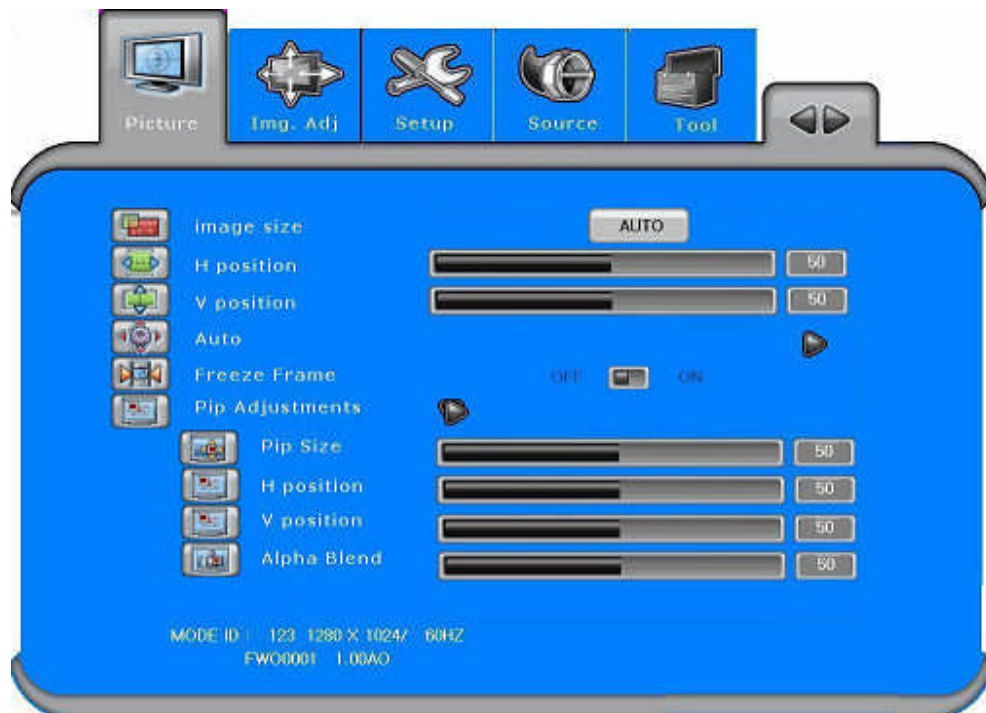 Picture Img. Adj Setup Source Tool
image size AUTO
H position 50
V position 50
Auto
Freeze Frame OFF ON
Pip Adjustments
Pip Size 50
H position 50
V position 50
Alpha Blend 50
MODE ID : 123 1280 X 1024/ 60HZ
FWO0001 1.00AO